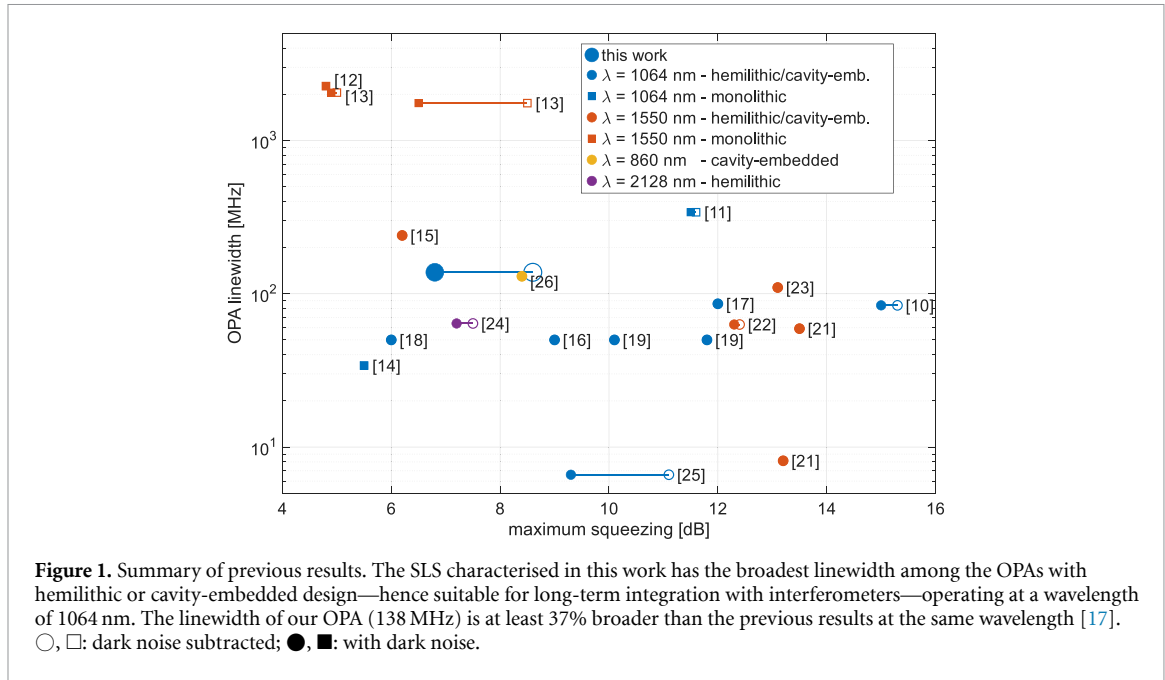 this work
λ = 1064 nm - hemilithic/cavity-emb.
λ = 1064 nm - monolithic
λ = 1550 nm - hemilithic/cavity-emb.
λ = 1550 nm - monolithic
λ = 860 nm - cavity-embedded
λ = 2128 nm - hemilithic
[12]
[13]
[13]
[11]
[15]
[26]
[23]
[17]
[10]
[24]
[22]
[21]
[18]
[16]
[19]
[19]
[14]
[21]
[25]
OPA linewidth [MHz]
10³
10²
10¹
4 6 8 10 12 14 16
maximum squeezing [dB]
Figure 1. Summary of previous results. The SLS characterised in this work has the broadest linewidth among the OPAs with
hemilithic or cavity-embedded design—hence suitable for long-term integration with interferometers—operating at a wavelength
of 1064 nm. The linewidth of our OPA (138 MHz) is at least 37% broader than the previous results at the same wavelength [17].
○, □: dark noise subtracted; ●, ■: with dark noise.